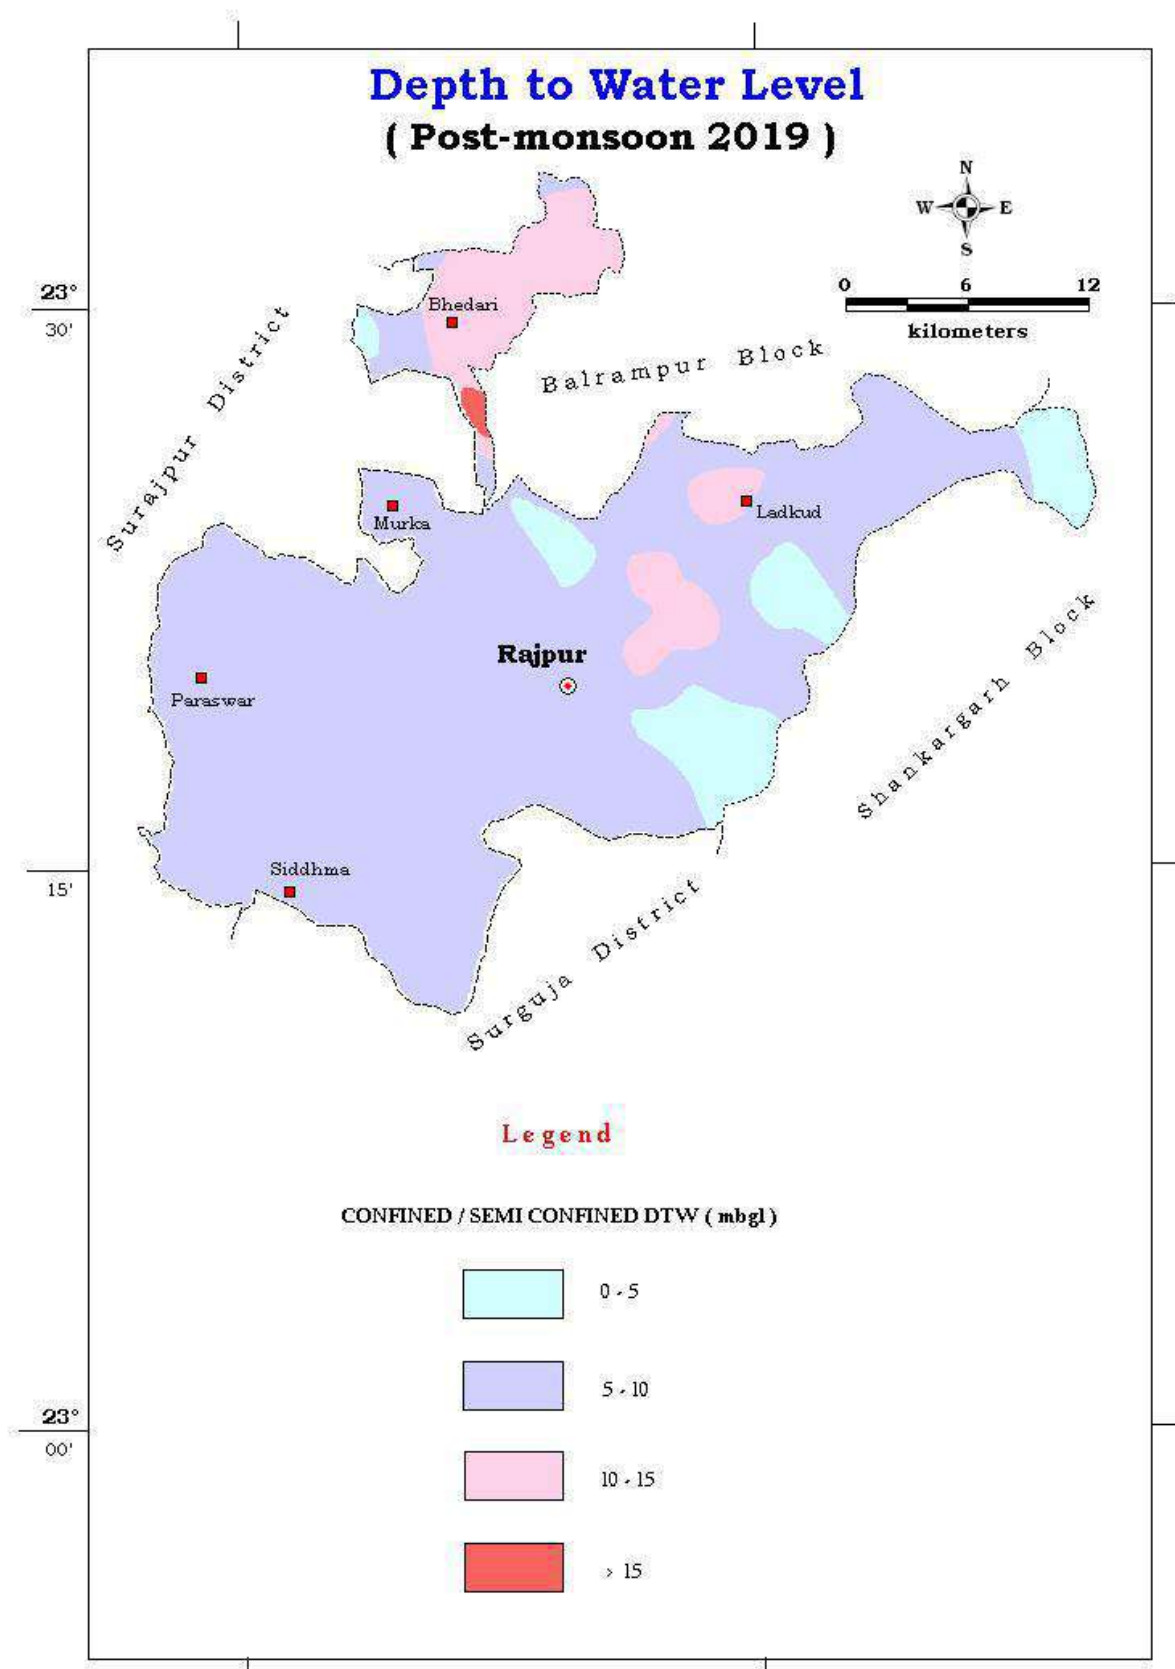 Depth to Water Level
( Post-monsoon 2019 )
N
W E
S
0 6 12
kilometers
23°
30'
Bhedari
Surajpur District
Balrampur Block
Ladkud
Murka
Rajpur
Paraswar
Shankargarh Block
Siddhma
15'
Surguja District
Legend
CONFINED / SEMI CONFINED DTW ( mbgl )
0 - 5
5 - 10
23°
00'
10 - 15
> 15